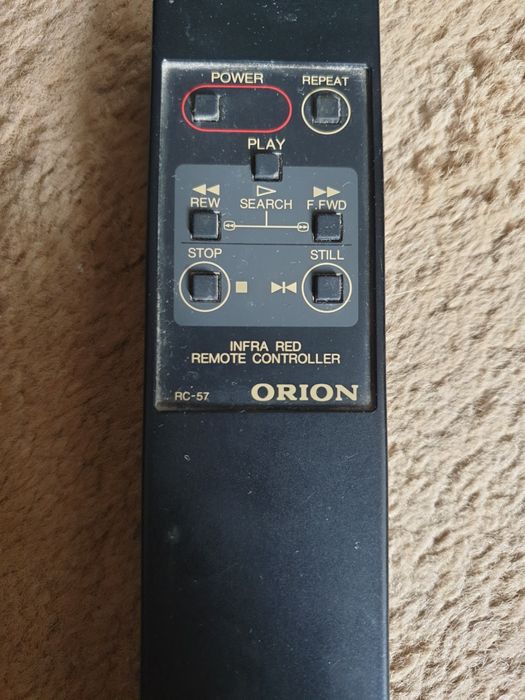 POWER
REPEAT
PLAY
REW
SEARCH
F.FWD
STOP
STILL
INFRA RED
REMOTE CONTROLLER
RC-57
ORION